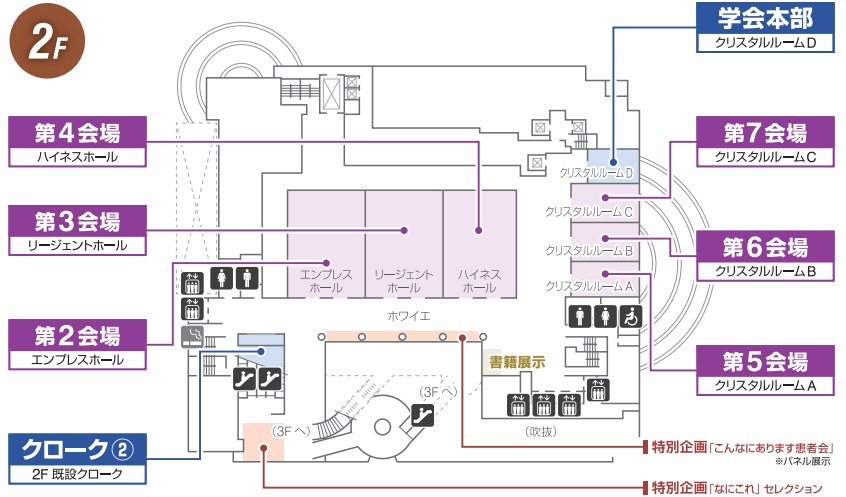 2F
学会本部
クリスタルルームD
第4会場
ハイネスホール
第7会場
クリスタルルームC
第3会場
リージェントホール
第6会場
クリスタルルームB
第2会場
エンプレスホール
第5会場
クリスタルルームA
クローク②
2F 既設クローク
クリスタルルームD
クリスタルルームC
クリスタルルームB
クリスタルルームA
エンプレス
ホール
リージェント
ホール
ハイネス
ホール
ホワイエ
書籍展示
(3Fへ)
(3Fへ)
(吹抜)
特別企画「こんなにあります患者会」
※パネル展示
特別企画「なにこれ」セレクション